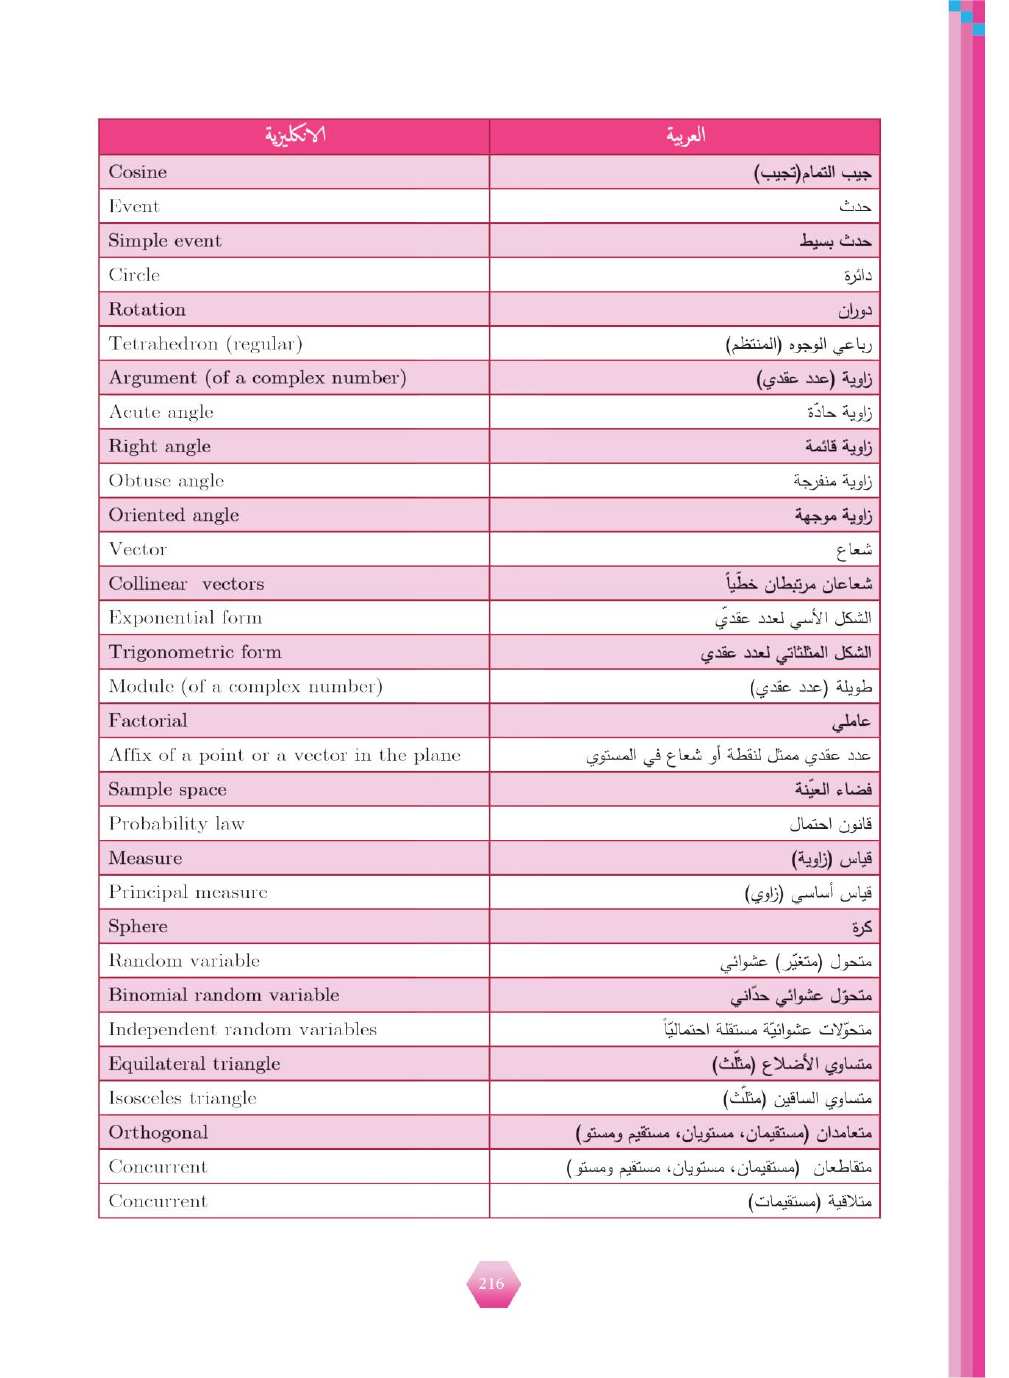 العربية الانكليزية
جيب التمام(تجيب) Cosine
حدث Event
حدث بسيط Simple event
دائرة Circle
دوران Rotation
رباعي الوجوه (المنتظم) Tetrahedron (regular)
زاوية (عدد عقدي) Argument (of a complex number)
زاوية حادّة Acute angle
زاوية قائمة Right angle
زاوية منفرجة Obtuse angle
زاوية موجهة Oriented angle
شعاع Vector
شعاعان مرتبطان خطّياً Collinear vectors
الشكل الأسي لعدد عقديّ Exponential form
الشكل المثلثاتي لعدد عقدي Trigonometric form
طويلة (عدد عقدي) Module (of a complex number)
عاملي Factorial
عدد عقدي ممثل لنقطة أو شعاع في المستوي Affix of a point or a vector in the plane
فضاء العيّنة Sample space
قانون احتمال Probability law
قياس (زاوية) Measure
قياس أساسي (زاوي) Principal measure
كرة Sphere
متحول (متغيّر) عشوائي Random variable
متحوّل عشوائي حدّاني Binomial random variable
متحوّلات عشوائيّة مستقلة احتماليّاً Independent random variables
متساوي الأضلاع (مثلّث) Equilateral triangle
متساوي الساقين (مثلّث) Isosceles triangle
متعامدان (مستقيمان، مستويان، مستقيم ومستو) Orthogonal
متقاطعان (مستقيمان، مستويان، مستقيم ومستو) Concurrent
متلاقية (مستقيمات) Concurrent
216